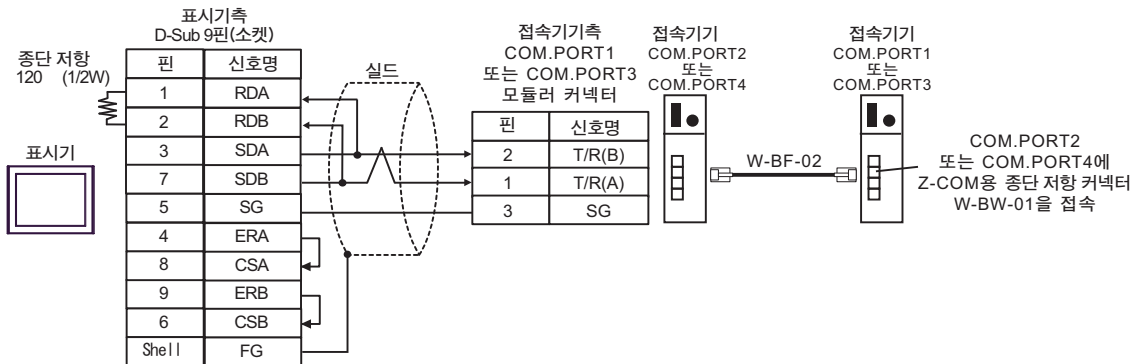 표시기측
D-Sub 9핀(소켓)
종단 저항
120 (1/2W)
핀 신호명
1 RDA
2 RDB
3 SDA
7 SDB
5 SG
4 ERA
8 CSA
9 ERB
6 CSB
Shell FG
표시기
실드
접속기기측
COM.PORT1
또는 COM.PORT3
모듈러 커넥터
핀 신호명
2 T/R(B)
1 T/R(A)
3 SG
접속기기
COM.PORT2
또는
COM.PORT4
W-BF-02
접속기기
COM.PORT1
또는
COM.PORT3
COM.PORT2
또는 COM.PORT4에
Z-COM용 종단 저항 커넥터
W-BW-01을 접속